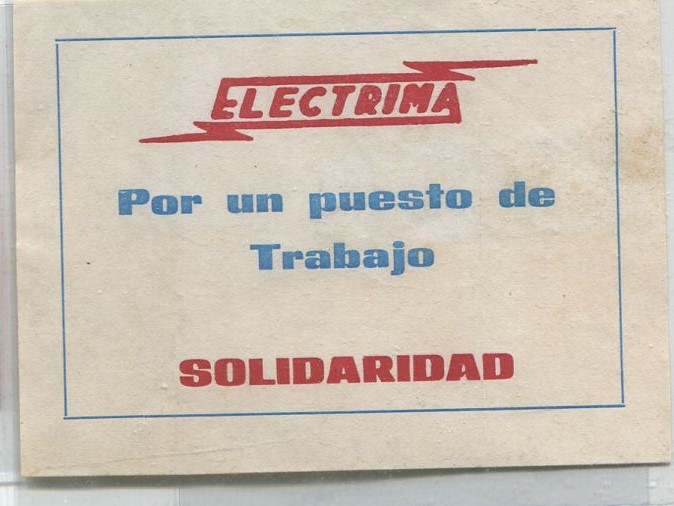 ELECTRIMA
Por un puesto de
Trabajo
SOLIDARIDAD